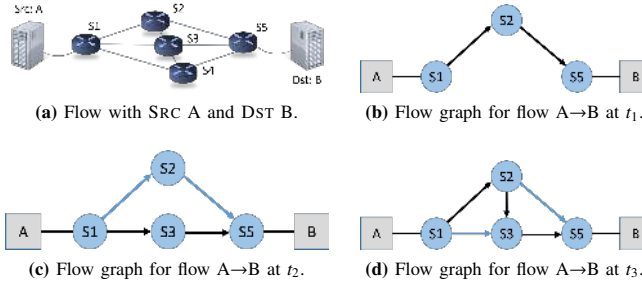 Src: A
S2
S1
S3
S5
S4
Dst: B
(a) Flow with SRC A and DST B.
S2
A
S1
S5
B
(b) Flow graph for flow A→B at t1.
S2
A
S1
S3
S5
B
(c) Flow graph for flow A→B at t2.
S2
A
S1
S3
S5
B
(d) Flow graph for flow A→B at t3.